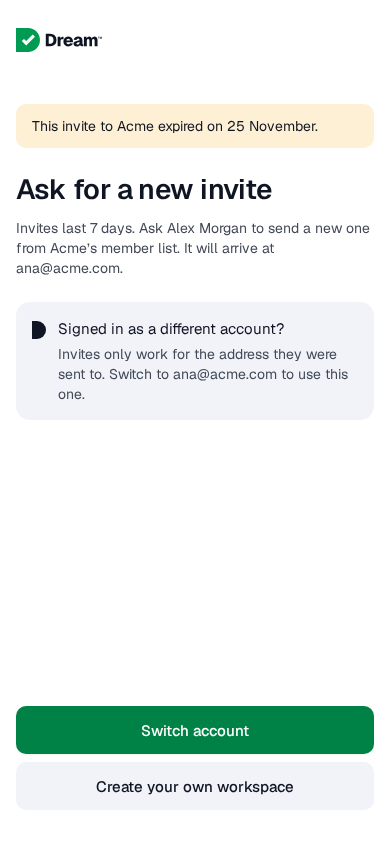 Dream™
This invite to Acme expired on 25 November.
Ask for a new invite
Invites last 7 days. Ask Alex Morgan to send a new one
from Acme's member list. It will arrive at
ana@acme.com.
Signed in as a different account?
Invites only work for the address they were
sent to. Switch to ana@acme.com to use this
one.
Switch account
Create your own workspace